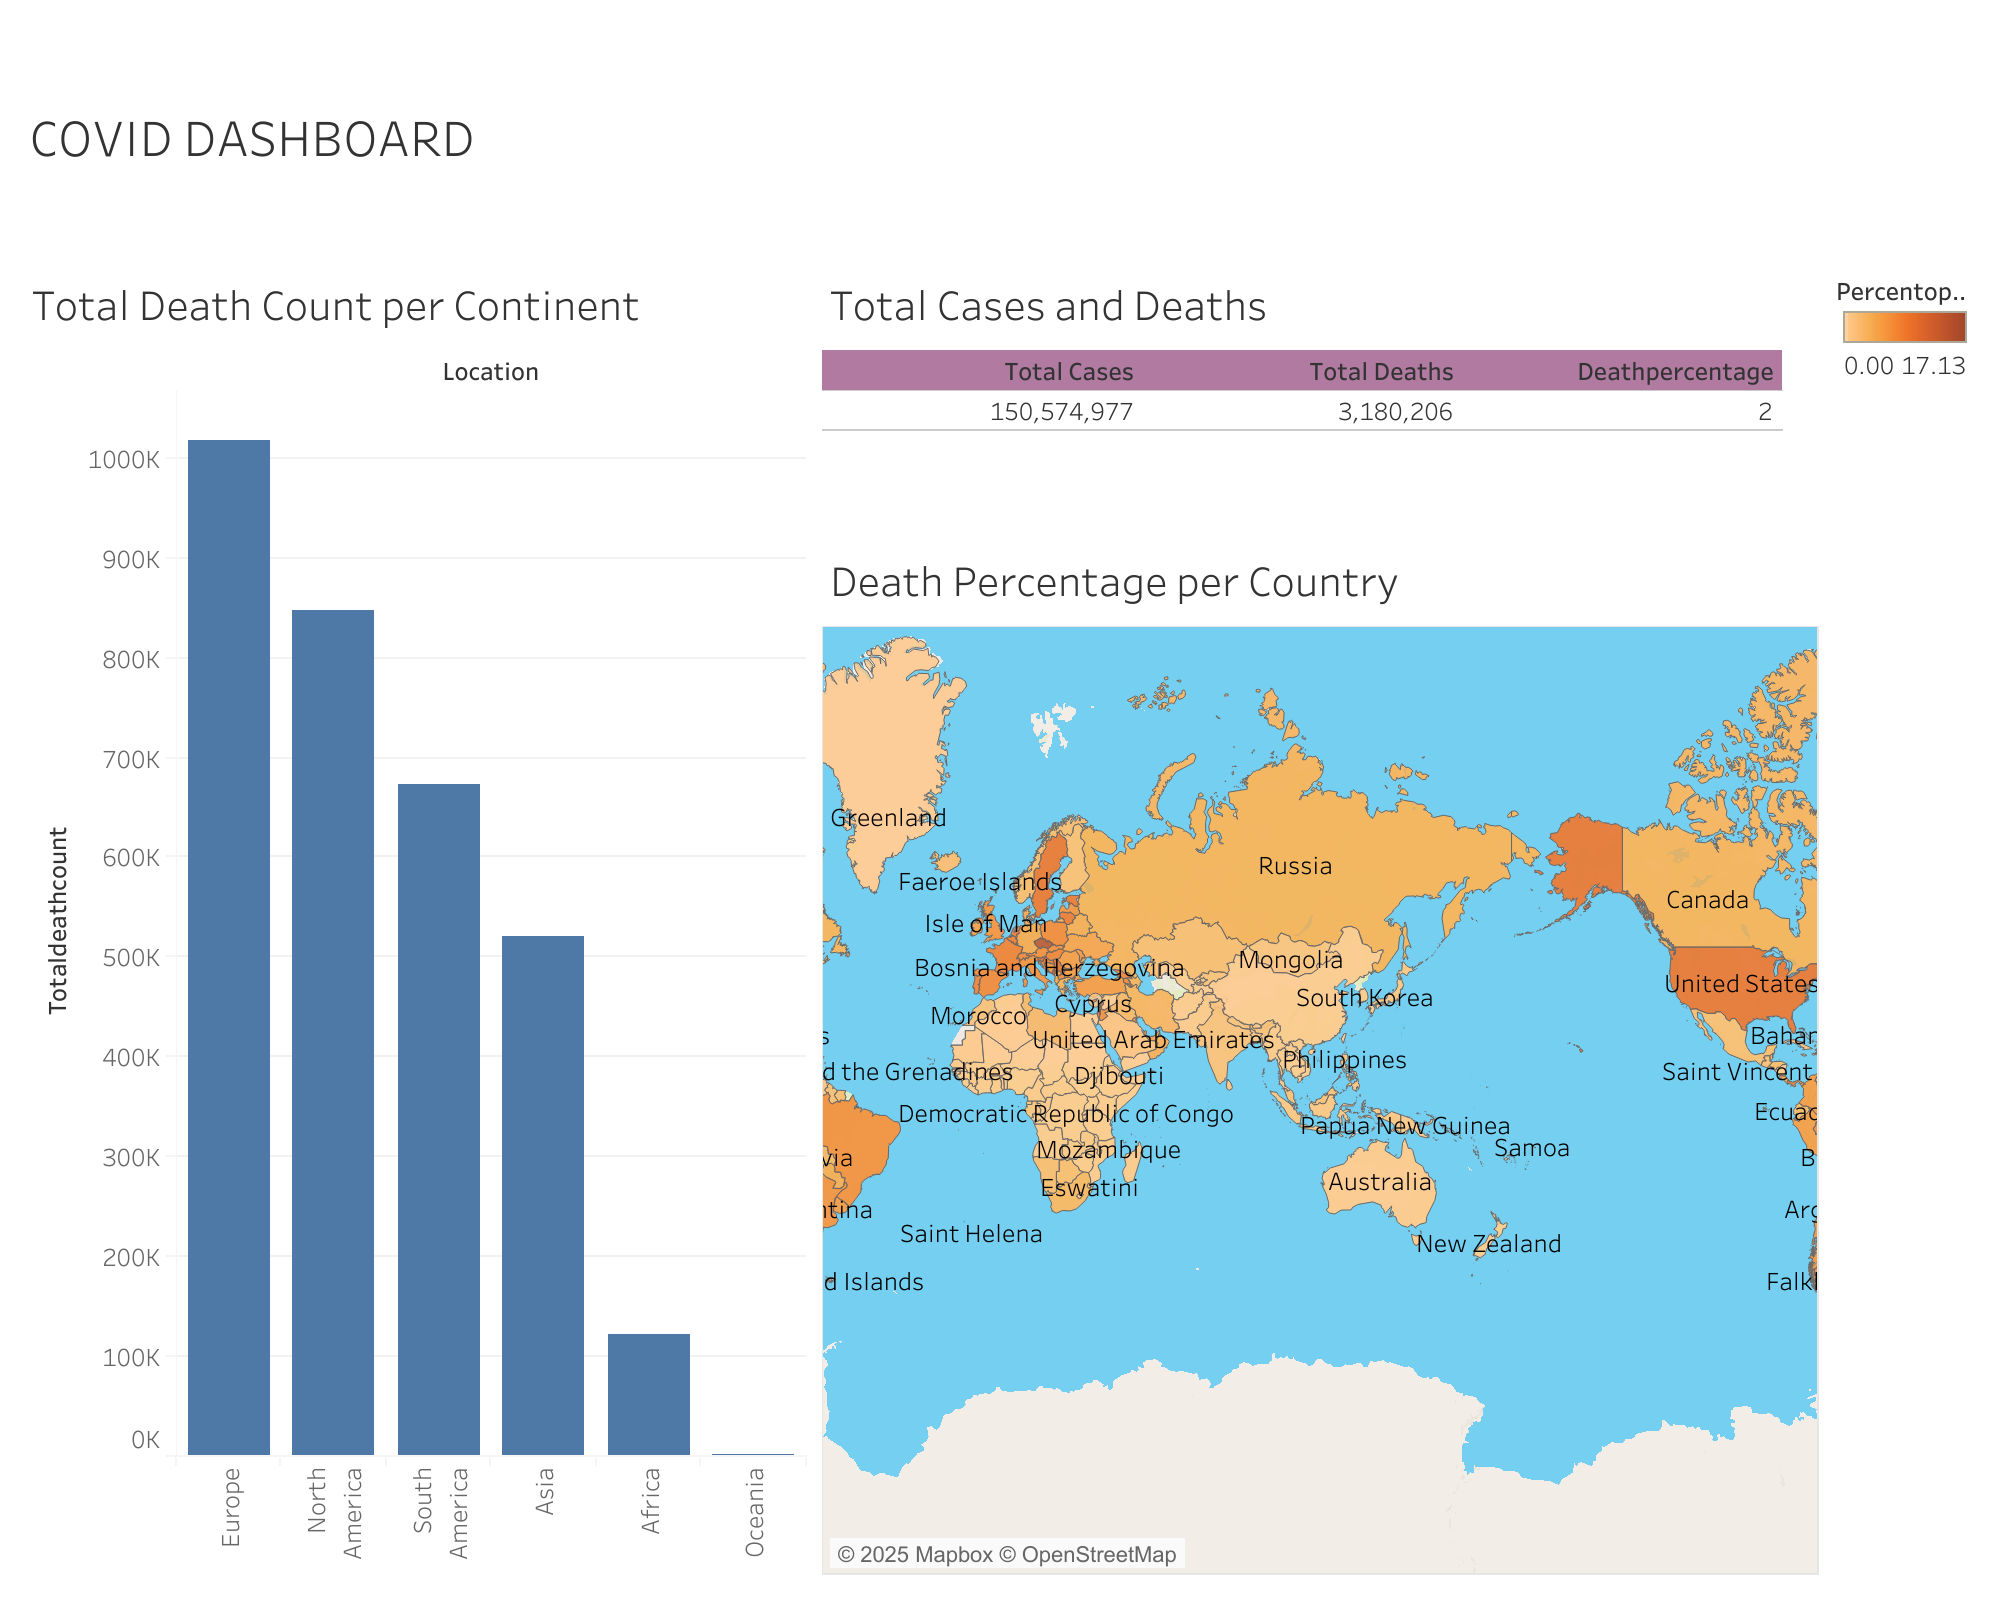 COVID DASHBOARD
Total Death Count per Continent
Location
Totaldeathcount
1000K
900K
800K
700K
600K
500K
400K
300K
200K
100K
0K
Europe
North
America
South
America
Asia
Africa
Oceania
Total Cases and Deaths
Total Cases Total Deaths Deathpercentage
150,574,977 3,180,206 2
Percentop..
0.00 17.13
Death Percentage per Country
Greenland
Russia
Faeroe Islands
Canada
Isle of Man
Bosnia and Herzegovina
Mongolia
United States
South Korea
Cyprus
Morocco
s
United Arab Emirates
Bahar
Philippines
d the Grenadines
Djibouti
Saint Vincent
Democratic Republic of Congo
Ecuac
Papua New Guinea
Mozambique
Samoa
via
B
Australia
Eswatini
ntina
Arg
Saint Helena
New Zealand
d Islands
Falkl
© 2025 Mapbox © OpenStreetMap